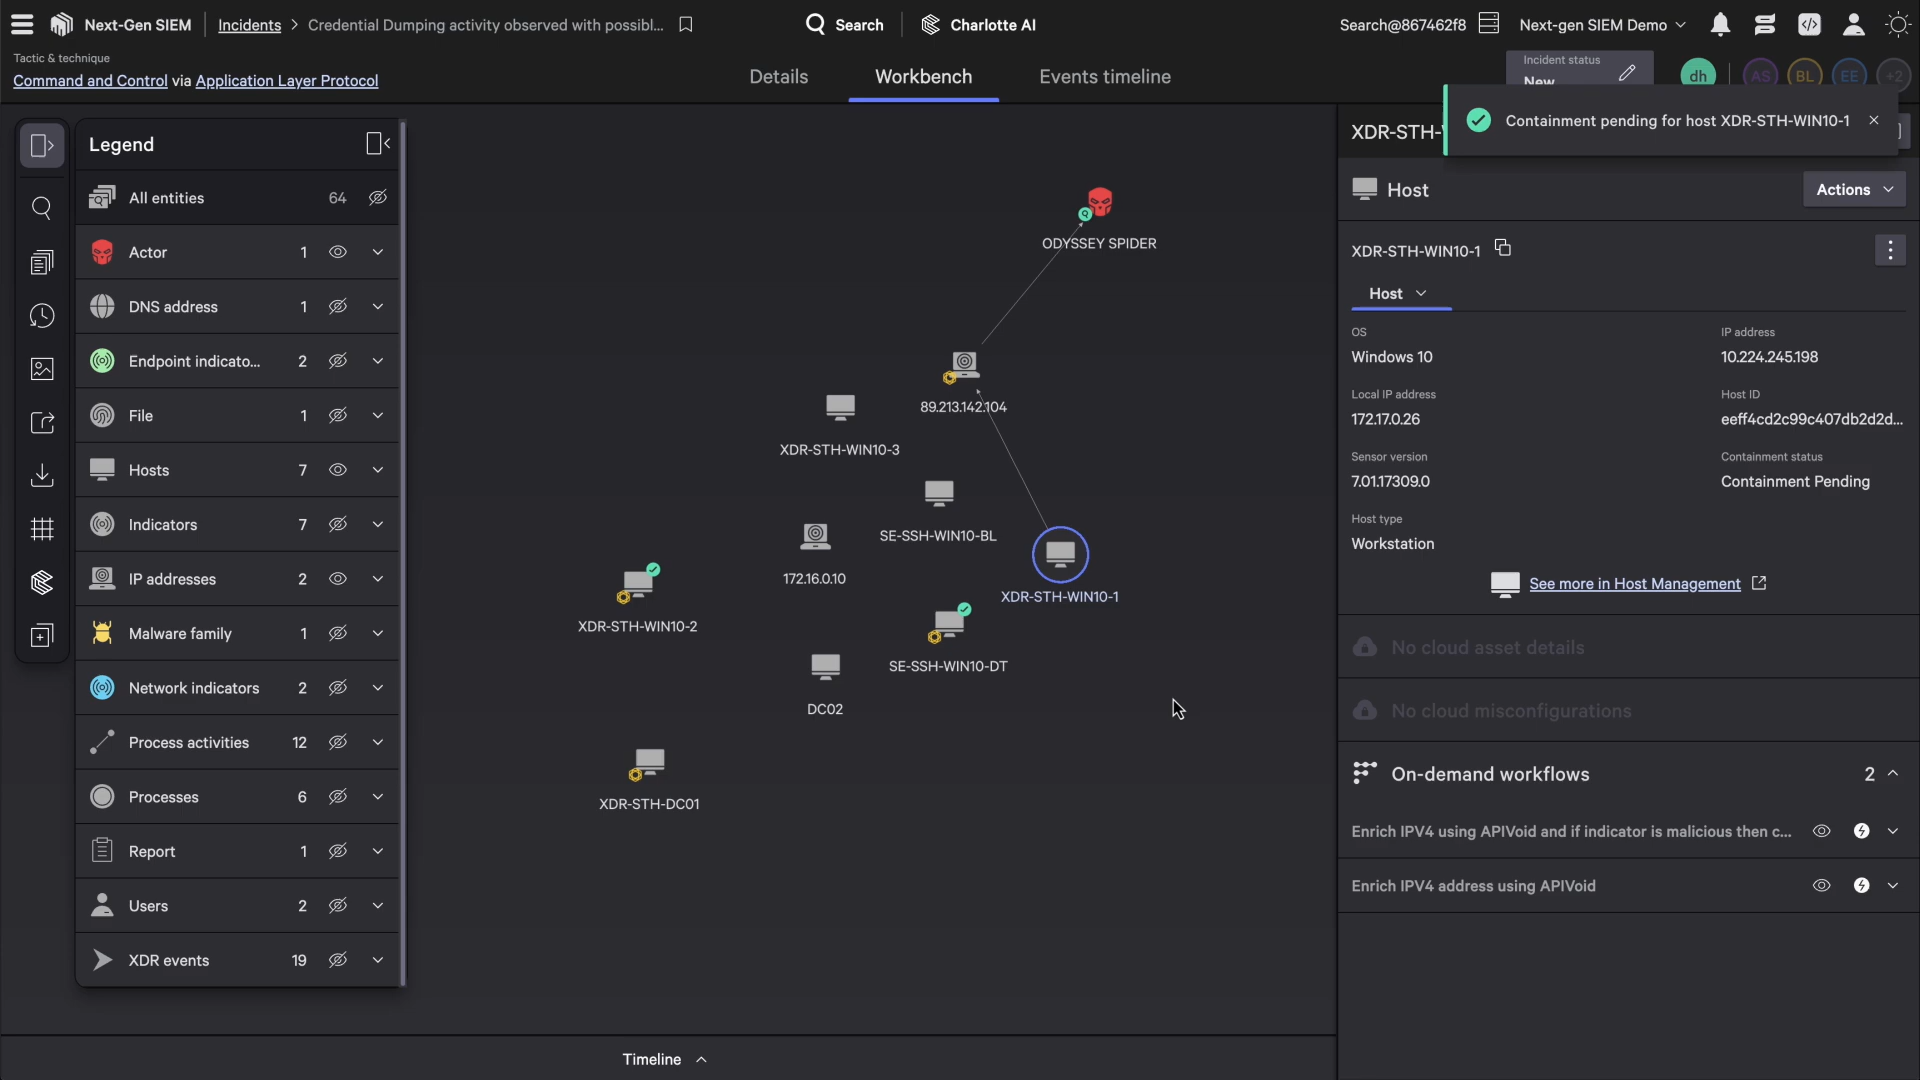 Next-Gen SIEM
Incidents > Credential Dumping activity observed with possibl...
Search
Charlotte AI
Search@867462f8
Next-gen SIEM Demo
Tactic & technique
Command and Control via Application Layer Protocol
Details
Workbench
Events timeline
Incident status
New
dh
AS
BL
EE
+2
Containment pending for host XDR-STH-WIN10-1
Legend
All entities 64
Actor 1
DNS address 1
Endpoint indicato... 2
File 1
Hosts 7
Indicators 7
IP addresses 2
Malware family 1
Network indicators 2
Process activities 12
Processes 6
Report 1
Users 2
XDR events 19
ODYSSEY SPIDER
89.213.142.104
XDR-STH-WIN10-3
SE-SSH-WIN10-BL
172.16.0.10
XDR-STH-WIN10-1
XDR-STH-WIN10-2
SE-SSH-WIN10-DT
DC02
XDR-STH-DC01
Timeline
XDR-STH-
Host
Actions
XDR-STH-WIN10-1
Host
OS
Windows 10
IP address
10.224.245.198
Local IP address
172.17.0.26
Host ID
eeff4cd2c99c407db2d2d...
Sensor version
7.01.17309.0
Containment status
Containment Pending
Host type
Workstation
See more in Host Management
No cloud asset details
No cloud misconfigurations
On-demand workflows 2
Enrich IPV4 using APIVoid and if indicator is malicious then c...
Enrich IPV4 address using APIVoid